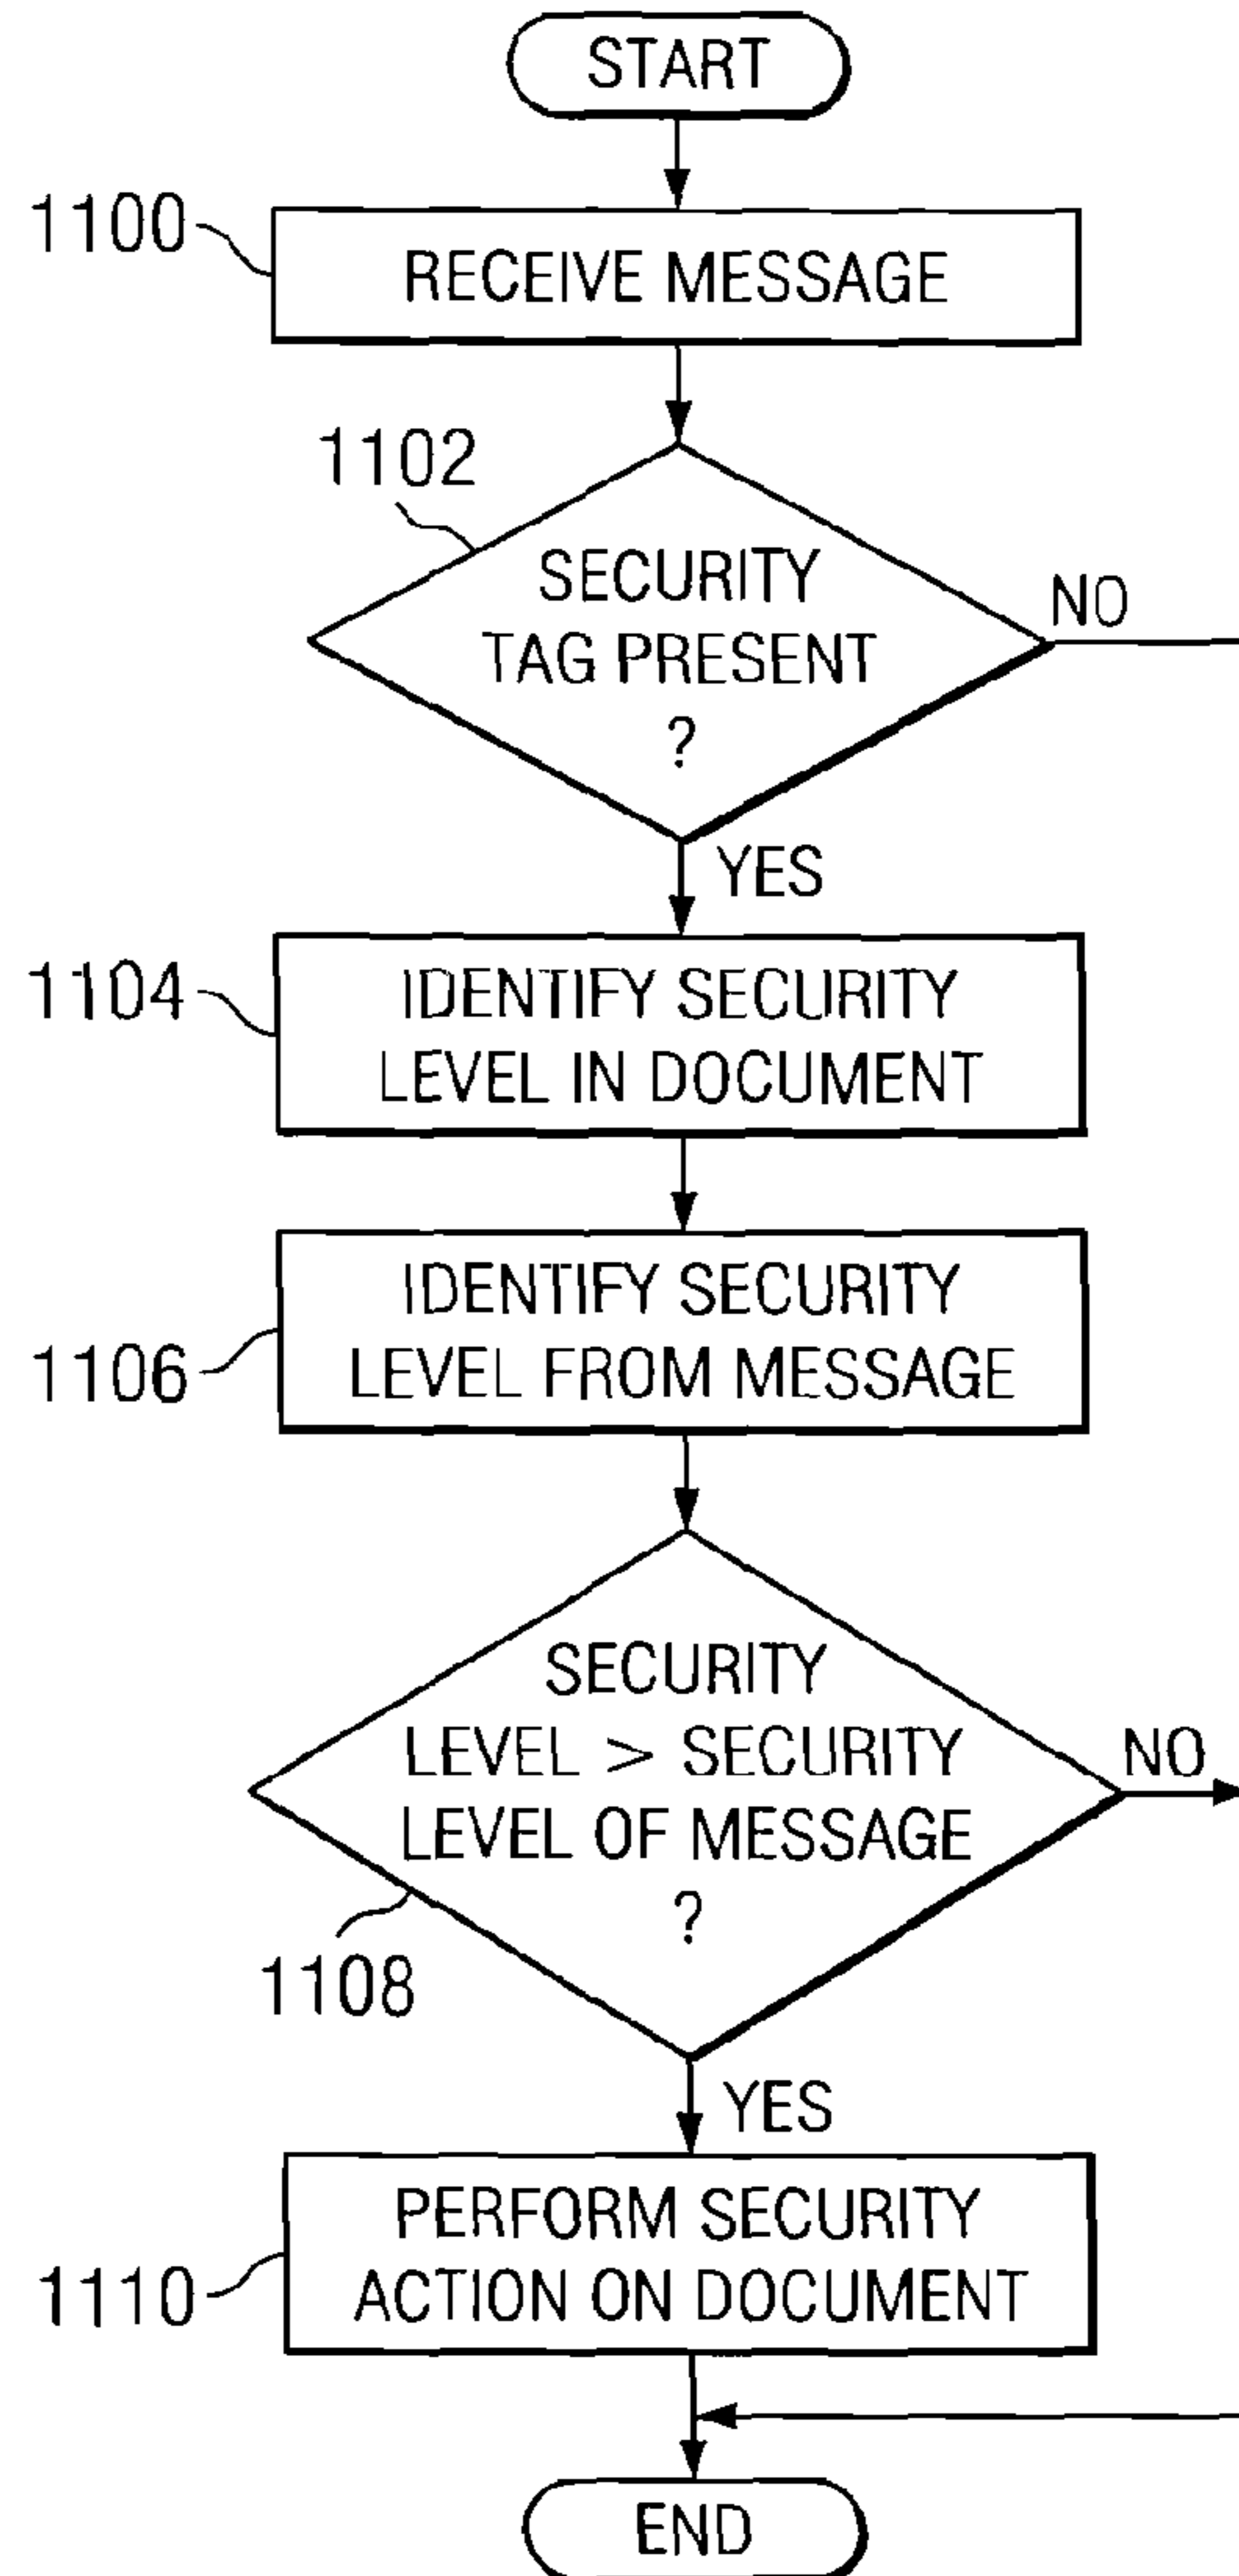 START
1100
RECEIVE MESSAGE
1102
SECURITY
TAG PRESENT
?
NO
YES
1104
IDENTIFY SECURITY
LEVEL IN DOCUMENT
1106
IDENTIFY SECURITY
LEVEL FROM MESSAGE
SECURITY
LEVEL > SECURITY
LEVEL OF MESSAGE
?
NO
1108
YES
1110
PERFORM SECURITY
ACTION ON DOCUMENT
END